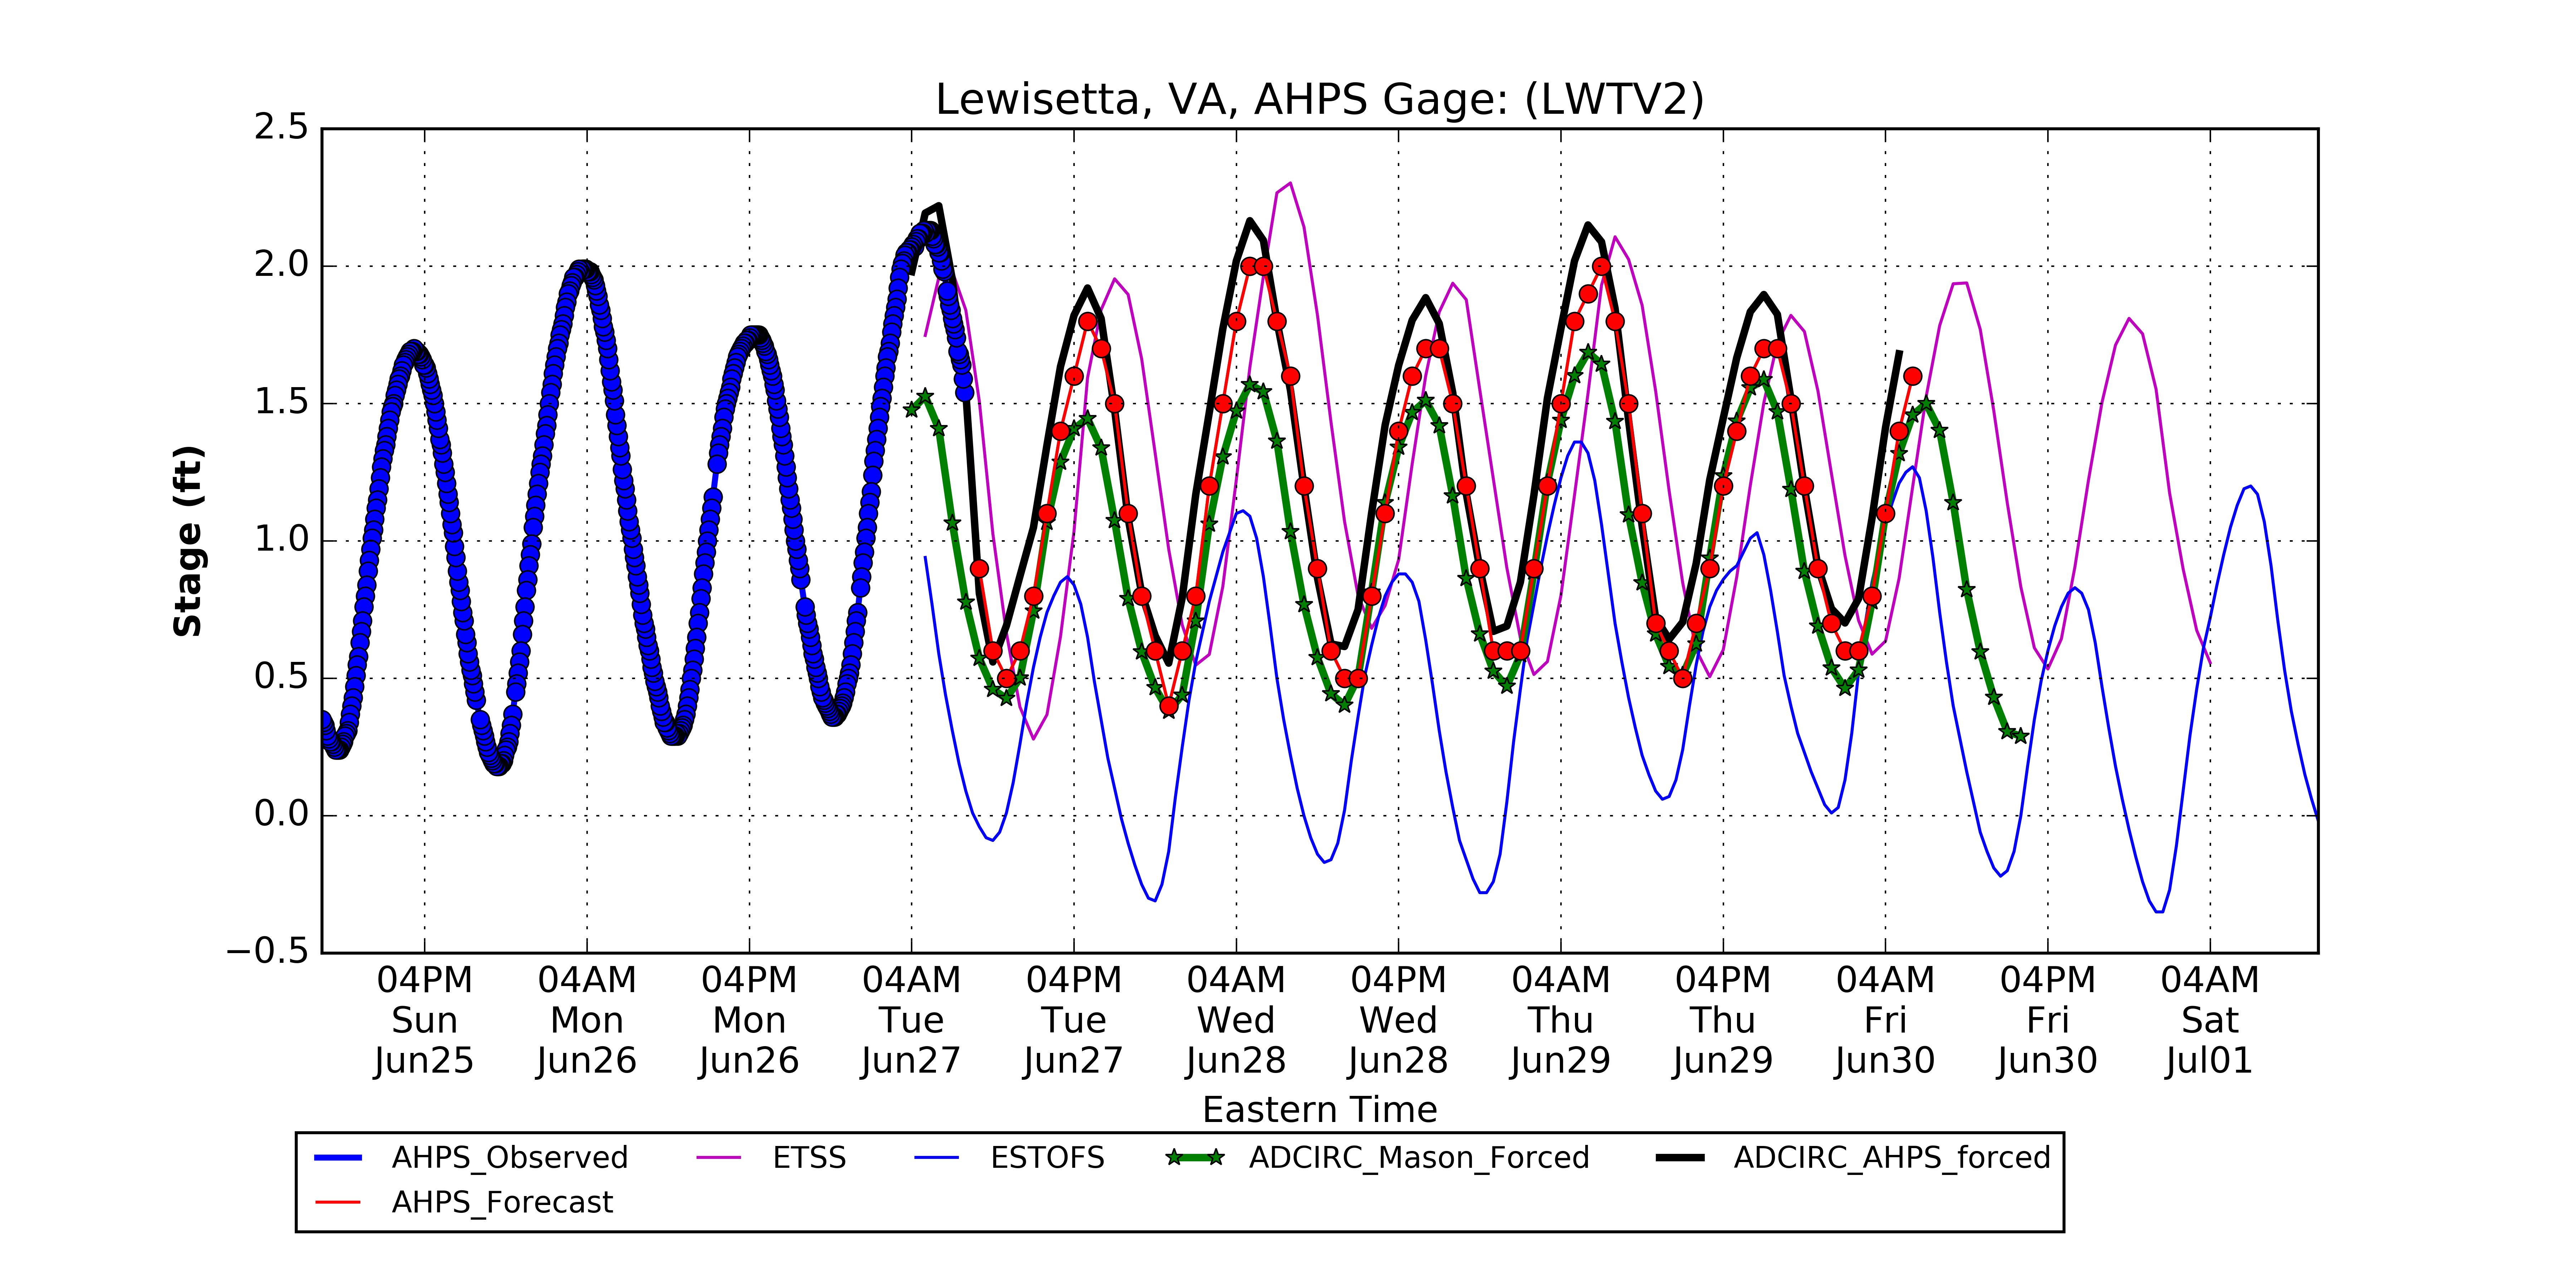 Lewisetta, VA, AHPS Gage: (LWTV2)
2.5
2.0
1.5
1.0
0.5
0.0
−0.5
Stage (ft)
04PM 04AM 04PM 04AM 04PM 04AM 04PM 04AM 04PM 04AM 04PM 04AM
Sun Mon Mon Tue Tue Wed Wed Thu Thu Fri Fri Sat
Jun25 Jun26 Jun26 Jun27 Jun27 Jun28 Jun28 Jun29 Jun29 Jun30 Jun30 Jul01
Eastern Time
AHPS_Observed ETSS ESTOFS ADCIRC_Mason_Forced ADCIRC_AHPS_forced
AHPS_Forecast